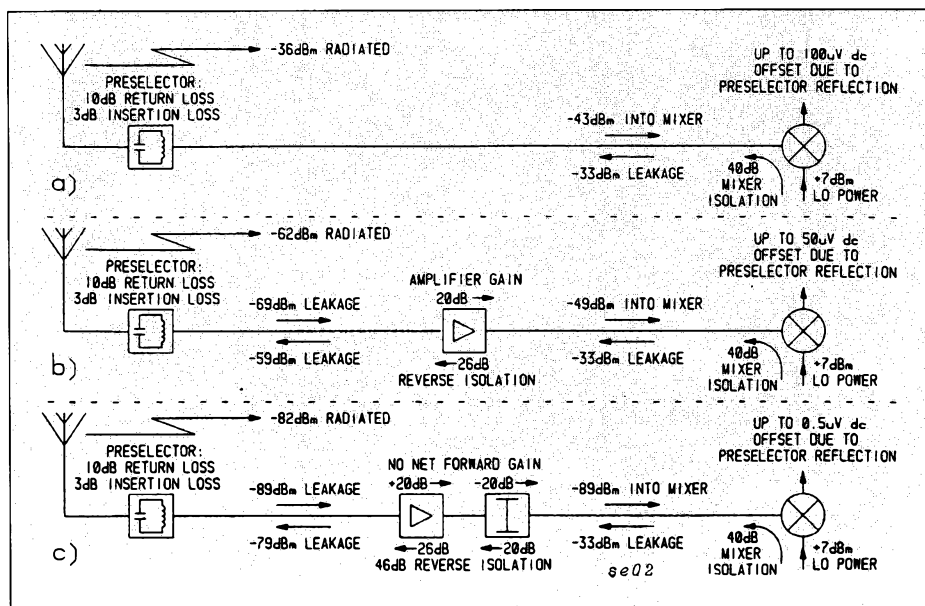 -36dBm RADIATED
PRESELECTOR:
10dB RETURN LOSS
3dB INSERTION LOSS
-43dBm INTO MIXER
-33dBm LEAKAGE
UP TO 100uV dc
OFFSET DUE TO
PRESELECTOR REFLECTION
40dB
MIXER
ISOLATION
+7dBm
LO POWER
a)
-62dBm RADIATED
PRESELECTOR:
10dB RETURN LOSS
3dB INSERTION LOSS
-69dBm LEAKAGE
-59dBm LEAKAGE
AMPLIFIER GAIN
20dB
26dB
REVERSE ISOLATION
-49dBm INTO MIXER
-33dBm LEAKAGE
UP TO 50uV dc
OFFSET DUE TO
PRESELECTOR REFLECTION
40dB
MIXER
ISOLATION
+7dBm
LO POWER
b)
-82dBm RADIATED
PRESELECTOR:
10dB RETURN LOSS
3dB INSERTION LOSS
-89dBm LEAKAGE
-79dBm LEAKAGE
NO NET FORWARD GAIN
+20dB
-20dB
26dB
20dB
46dB REVERSE ISOLATION
-89dBm INTO MIXER
-33dBm LEAKAGE
UP TO 0.5uV dc
OFFSET DUE TO
PRESELECTOR REFLECTION
40dB
MIXER
ISOLATION
+7dBm
LO POWER
c)
se02